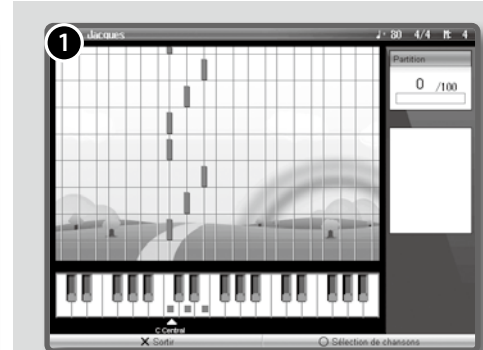 1
Jacques
♩ · 80 4/4 M: 4
Partition
0 /100
C Central
X Sortir
○ Sélection de chansons